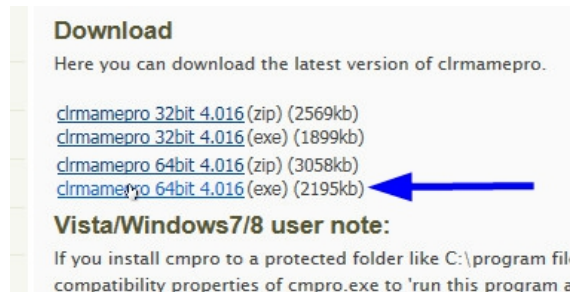 Download
Here you can download the latest version of clrmamepro.
clrmamepro 32bit 4.016 (zip) (2569kb)
clrmamepro 32bit 4.016 (exe) (1899kb)
clrmamepro 64bit 4.016 (zip) (3058kb)
clrmamepro 64bit 4.016 (exe) (2195kb)
Vista/Windows7/8 user note:
If you install cmpro to a protected folder like C:\program file
compatibility properties of cmpro.exe to 'run this program a